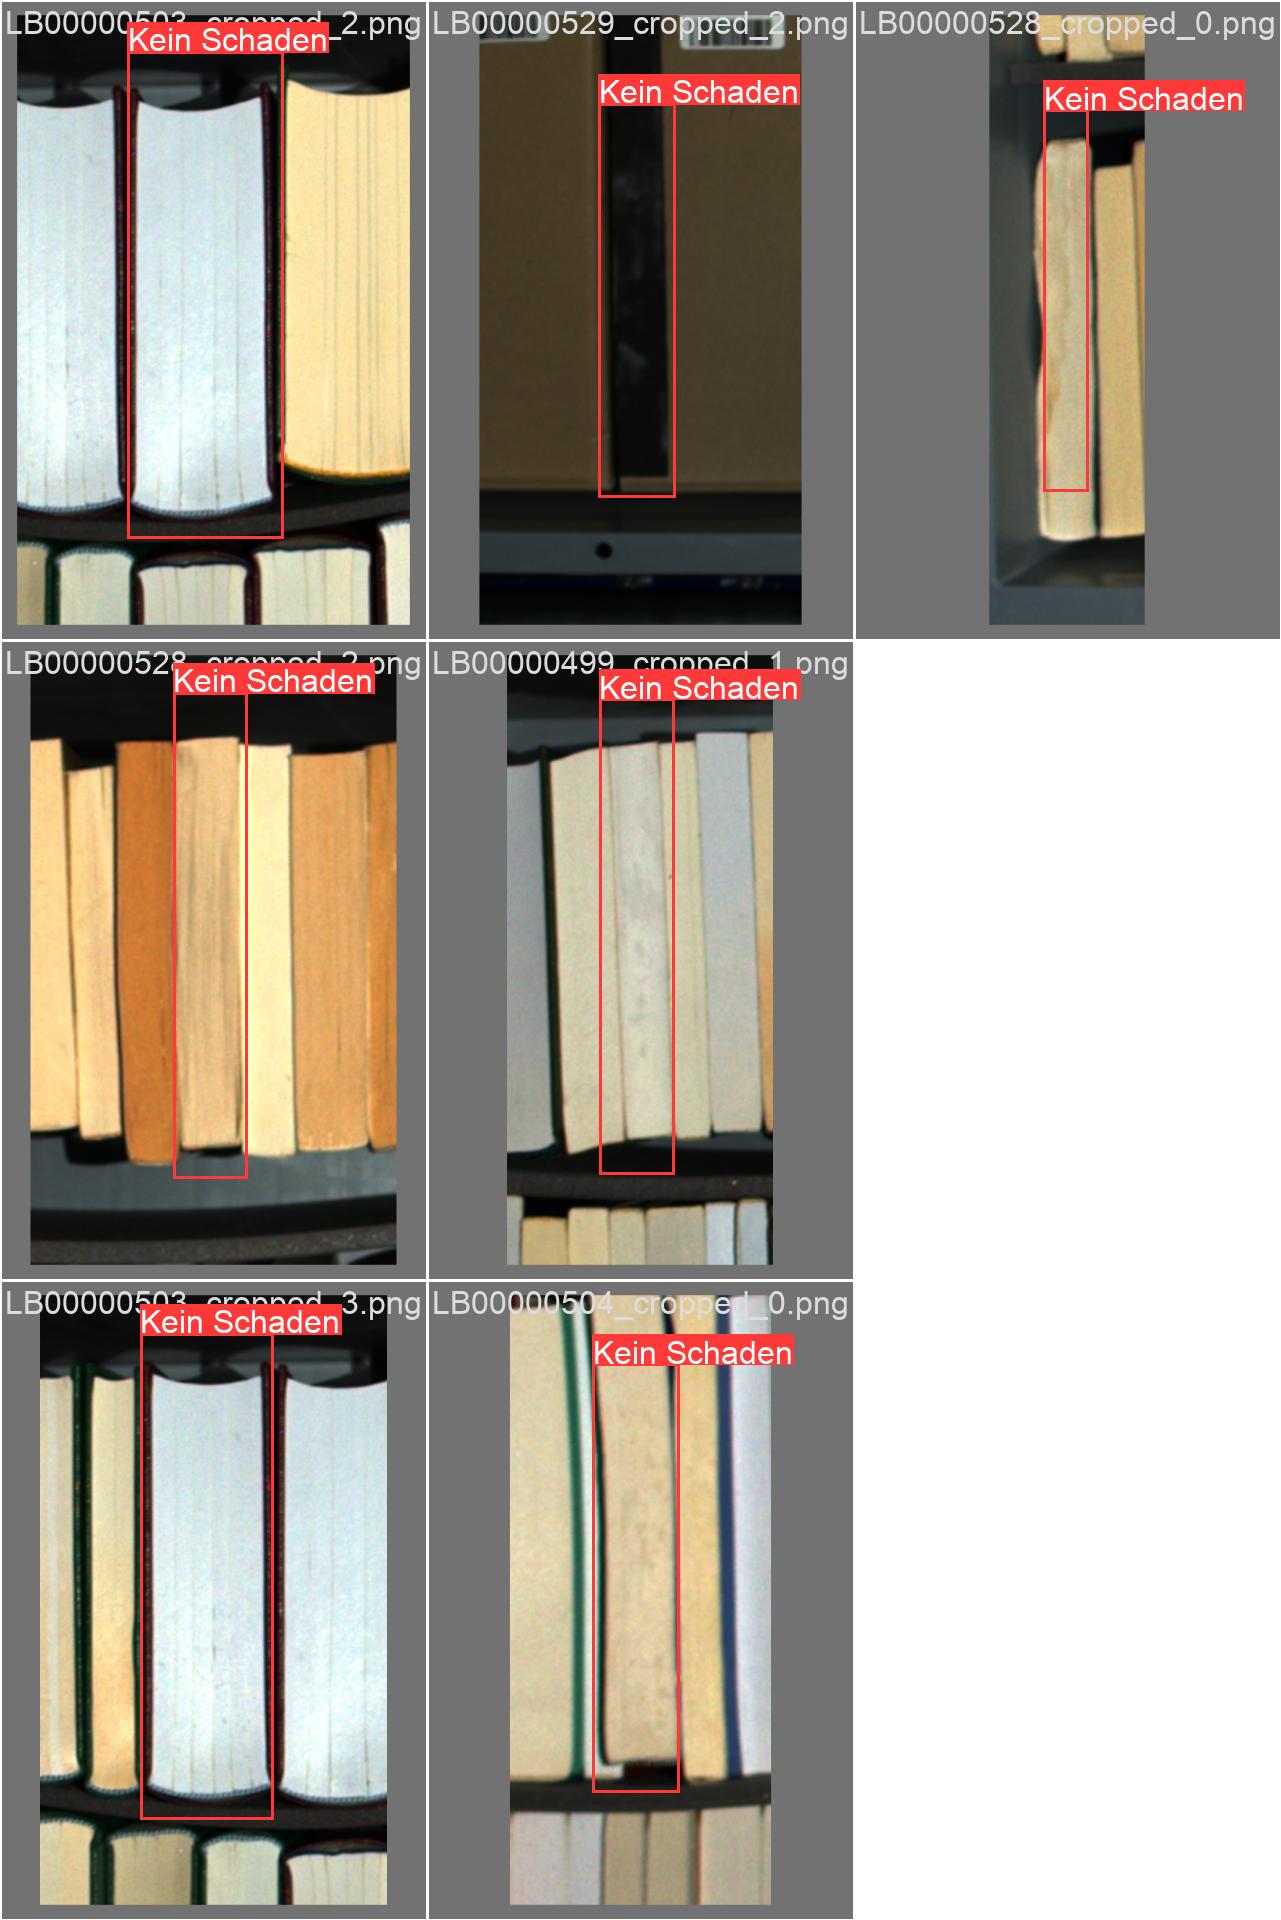 LB00000503_cropped_2.png
Kein Schaden
LB00000529_cropped_2.png
Kein Schaden
LB00000528_cropped_0.png
Kein Schaden
LB00000528_cropped_2.png
Kein Schaden
LB00000499_cropped_1.png
Kein Schaden
LB00000503_cropped_3.png
Kein Schaden
LB00000504_cropped_0.png
Kein Schaden